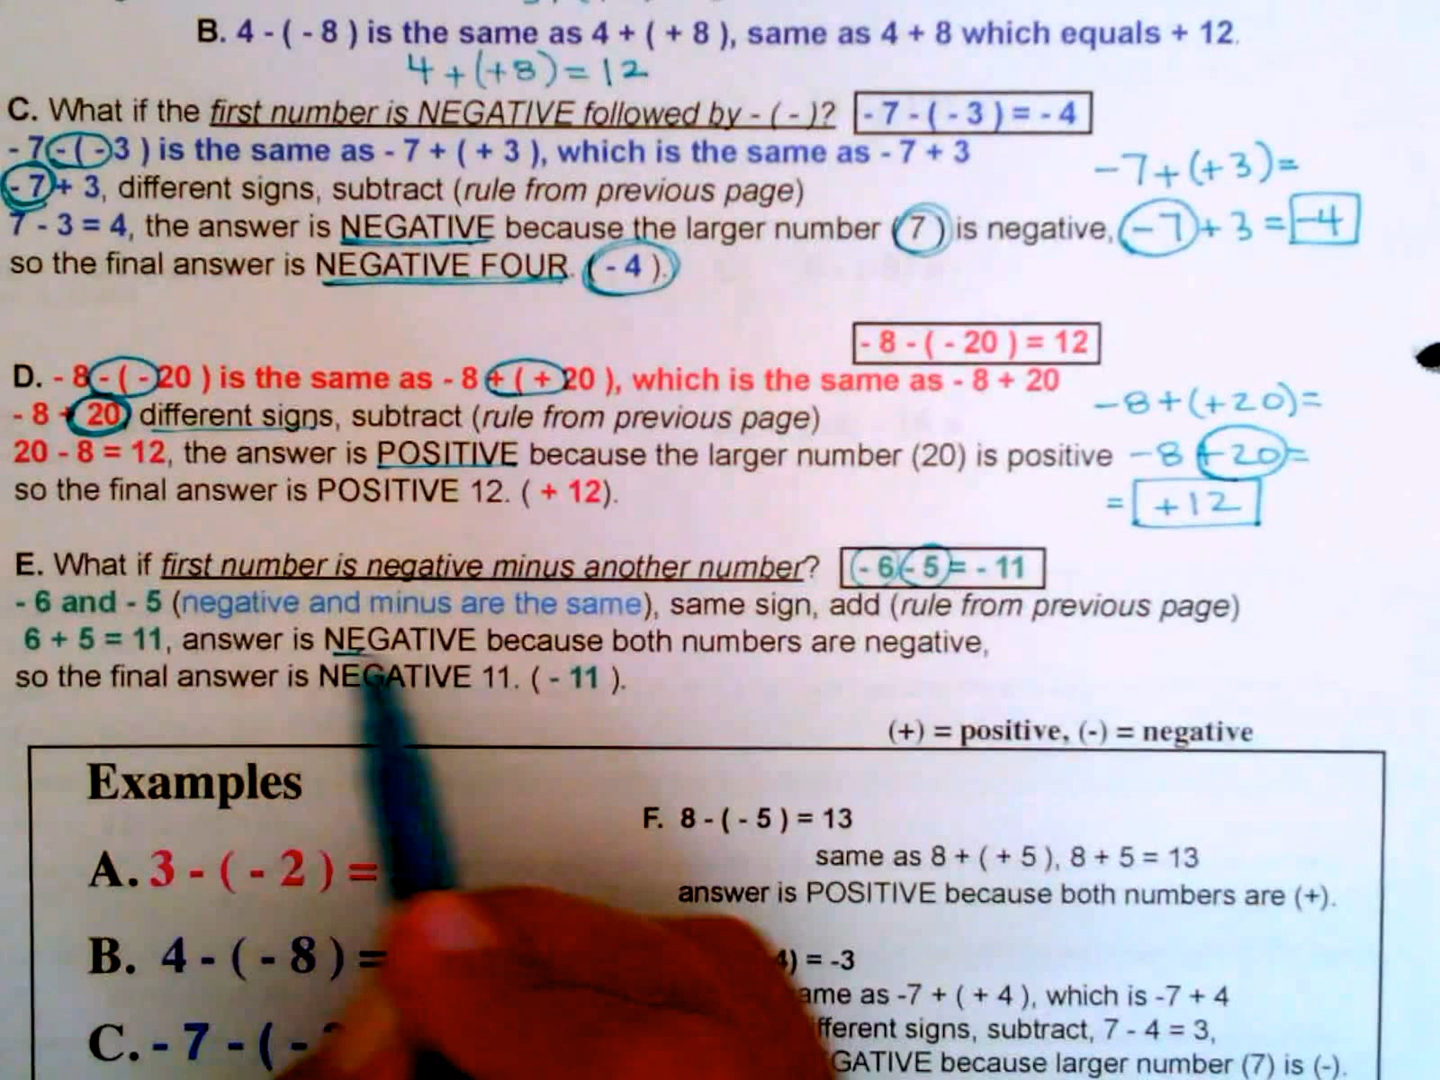 B. 4 - ( - 8 ) is the same as 4 + ( + 8 ), same as 4 + 8 which equals + 12.
4 + (+8) = 12
C. What if the first number is NEGATIVE followed by - ( - )? - 7 - ( - 3 ) = - 4
- 7 - ( - 3 ) is the same as - 7 + ( + 3 ), which is the same as - 7 + 3
-7+(+3)=
- 7 + 3, different signs, subtract (rule from previous page)
7 - 3 = 4, the answer is NEGATIVE because the larger number ( 7 ) is negative,
-7 + 3 = -4
so the final answer is NEGATIVE FOUR. ( - 4 ).
- 8 - ( - 20 ) = 12
D. - 8 - ( - 20 ) is the same as - 8 + ( + 20 ), which is the same as - 8 + 20
-8+(+20)=
- 8 + 20, different signs, subtract (rule from previous page)
20 - 8 = 12, the answer is POSITIVE because the larger number (20) is positive
-8 +20=
so the final answer is POSITIVE 12. ( + 12).
= +12
E. What if first number is negative minus another number? - 6 - 5 = - 11
- 6 and - 5 (negative and minus are the same), same sign, add (rule from previous page)
6 + 5 = 11, answer is NEGATIVE because both numbers are negative,
so the final answer is NEGATIVE 11. ( - 11 ).
(+) = positive, (-) = negative
Examples
A. 3 - ( - 2 ) =
B. 4 - ( - 8 ) =
C. - 7 - ( -
F. 8 - ( - 5 ) = 13
same as 8 + ( + 5 ), 8 + 5 = 13
answer is POSITIVE because both numbers are (+).
4) = -3
as -7 + ( + 4 ), which is -7 + 4
signs, subtract, 7 - 4 = 3,
because larger number (7) is (-).